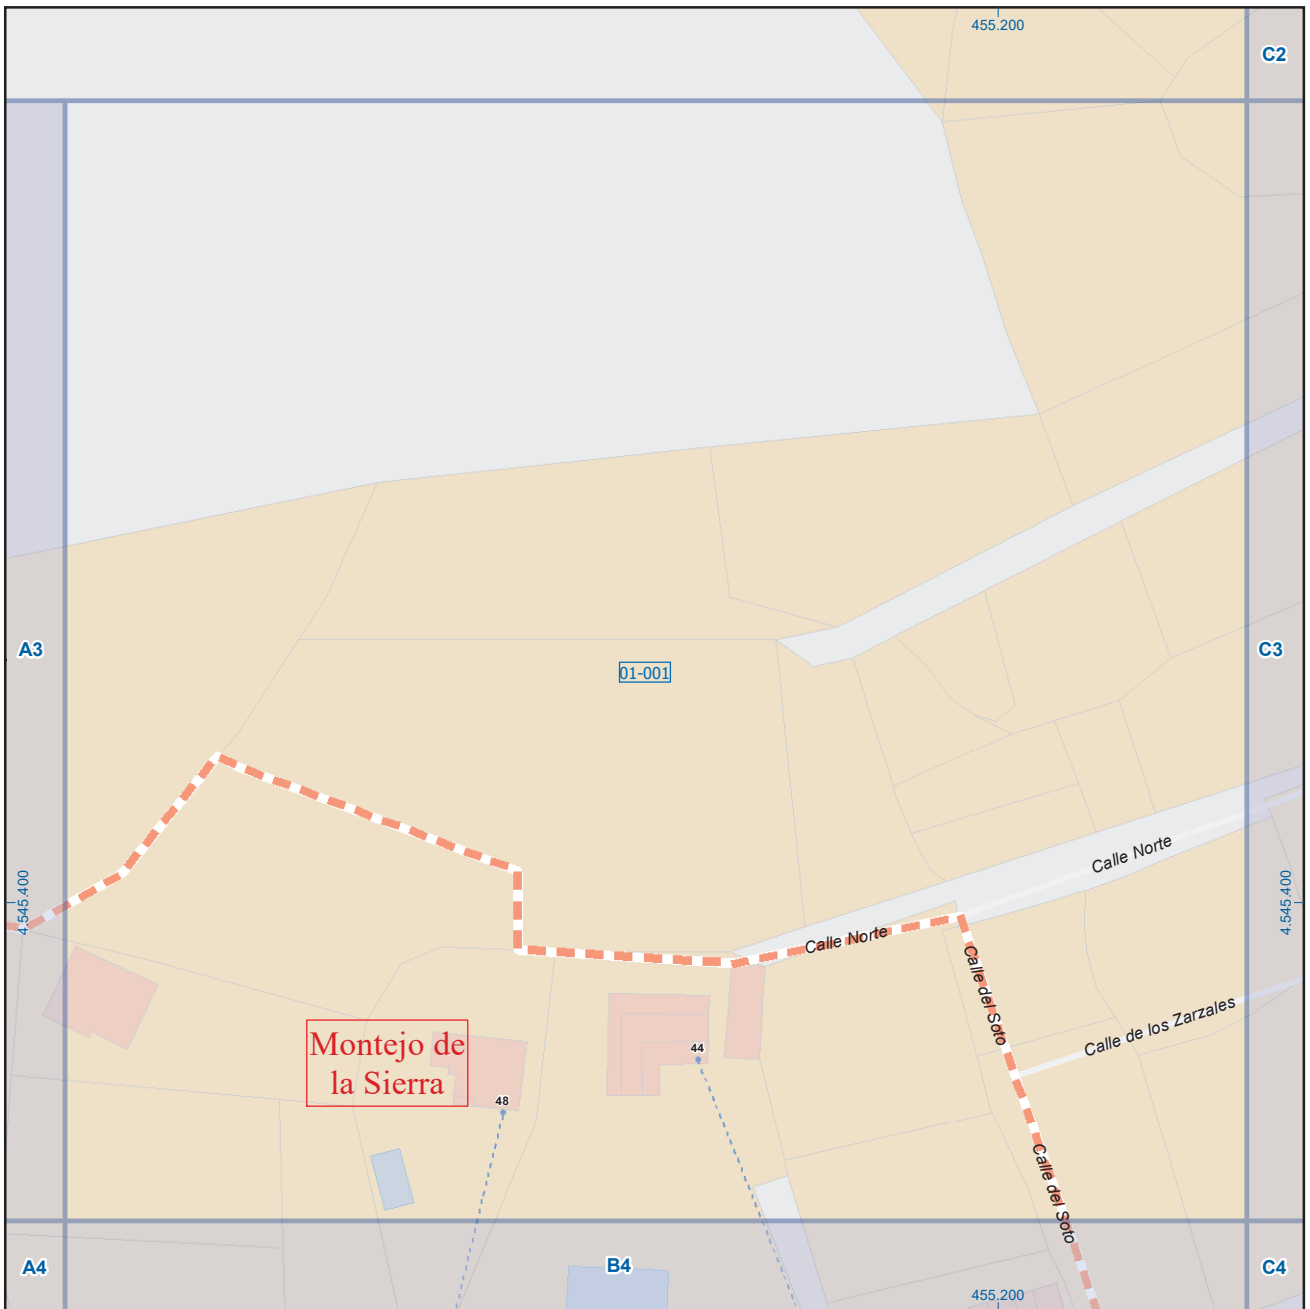 455.200
C2
A3
C3
01-001
Calle Norte
4.545.400
4.545.400
Calle Norte
Calle del Soto
Calle de los Zarzales
Montejo de
la Sierra
44
48
Calle del Soto
A4
B4
C4
455.200